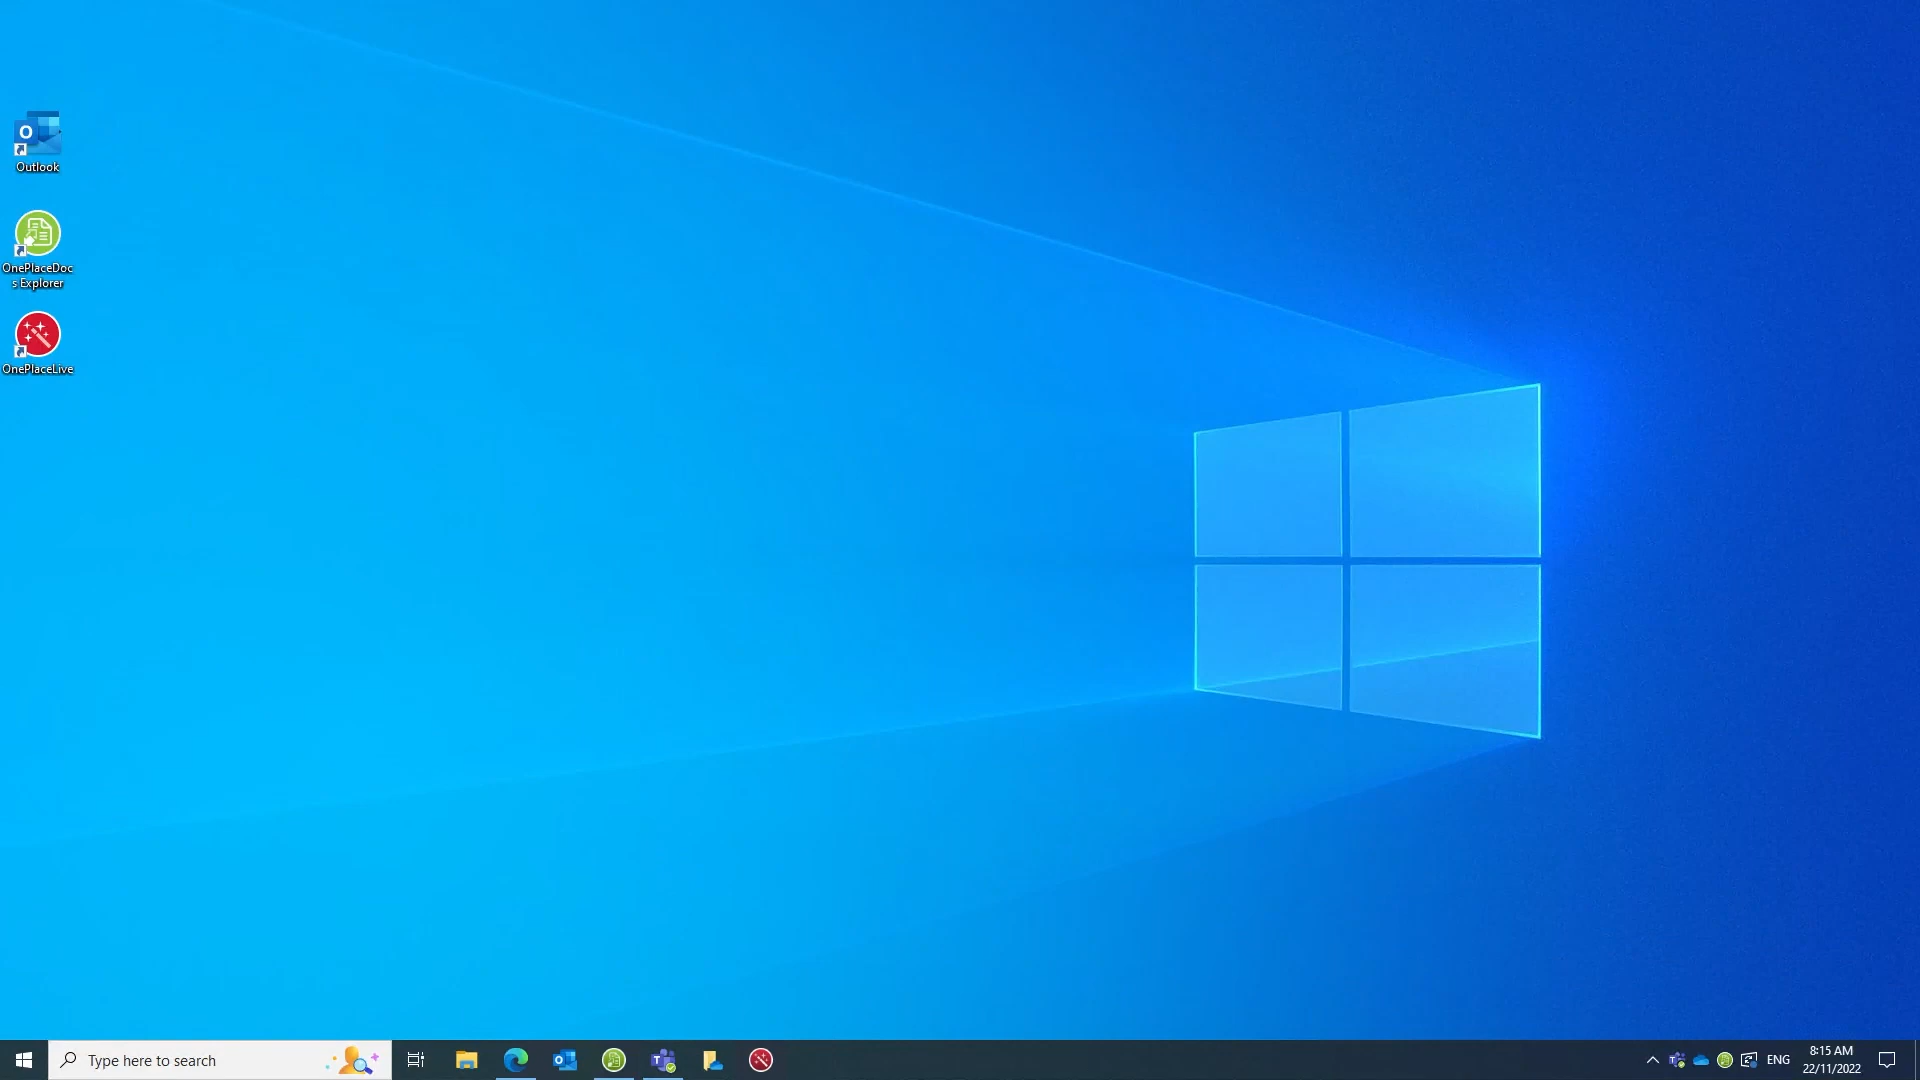 Outlook
OnePlaceDoc
s Explorer
OnePlaceLive
Type here to search
ENG
8:15 AM
22/11/2022